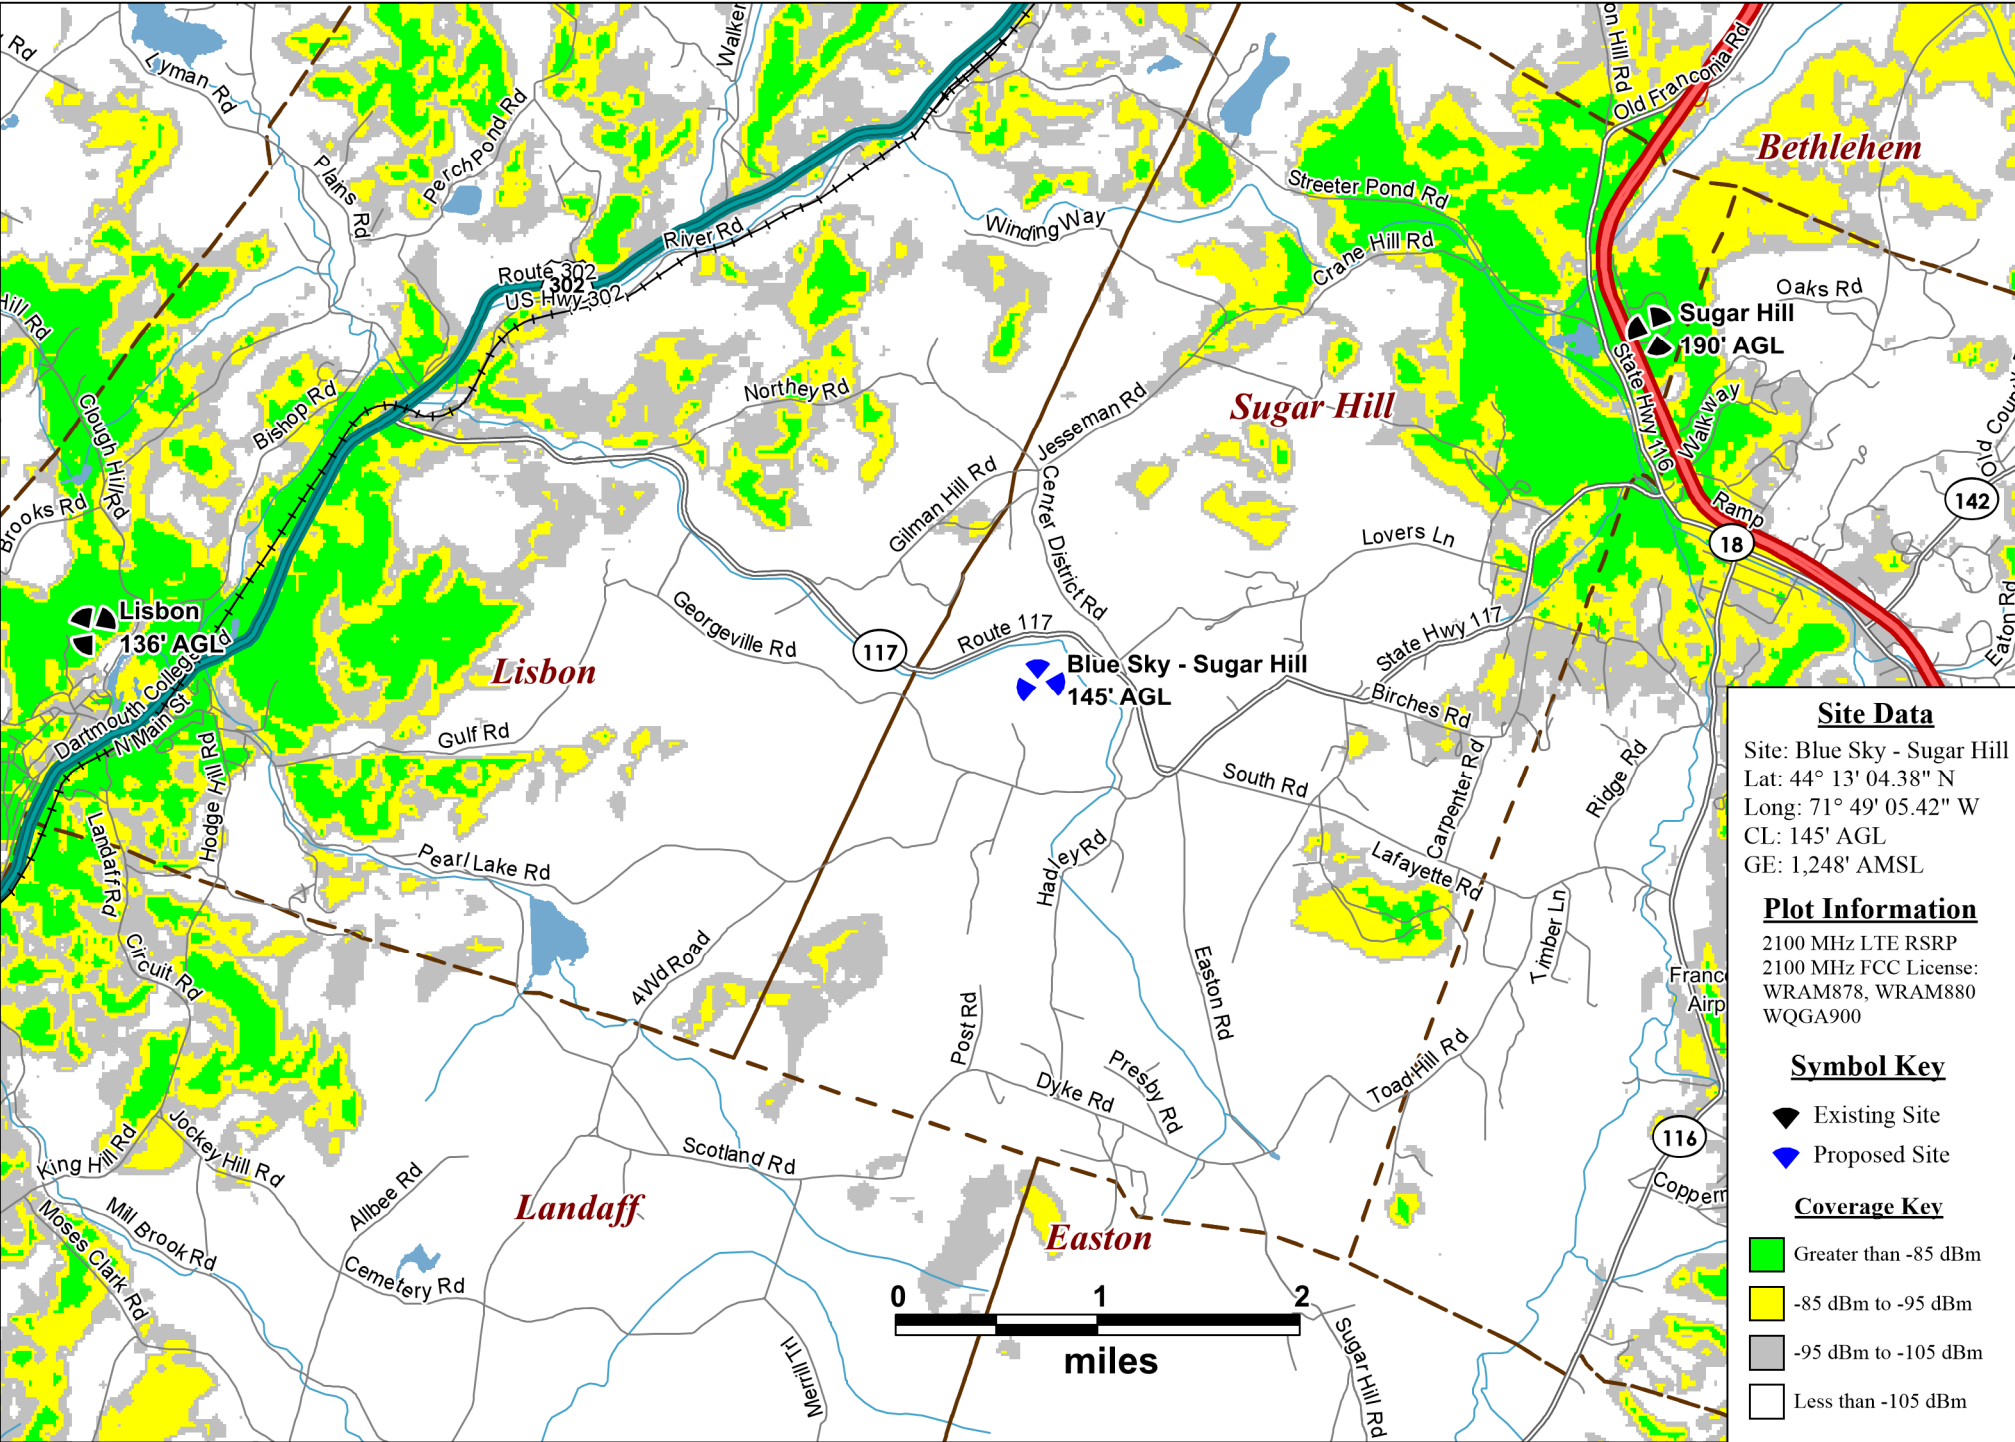 Rd
Lyman Rd
Walker
on Hill Rd
Old Franconia Rd
Bethlehem
Perch Pond Rd
Plains Rd
Streeter Pond Rd
Winding Way
River Rd
Crane Hill Rd
Route 302
302
US Hwy 302
Oaks Rd
Hill Rd
Sugar Hill
190' AGL
State Hwy 116
Walkway
Northey Rd
Bishop Rd
Clough Hill Rd
Jesseman Rd
Sugar Hill
Old Count
142
Brooks Rd
Gilman Hill Rd
Center District Rd
Ramp
18
Lovers Ln
Lisbon
136' AGL
Georgeville Rd
Route 117
117
State Hwy 117
Eaton Rd
Lisbon
Blue Sky - Sugar Hill
145' AGL
Dartmouth College Rd
N Main St
Birches Rd
Gulf Rd
Hodge Hill Rd
South Rd
Carpenter Rd
Ridge Rd
Landaff Rd
Pearl Lake Rd
Hadley Rd
Lafayette Rd
Circuit Rd
4Wd Road
Easton Rd
Timber Ln
Franco
Airp
Post Rd
Presby Rd
Dyke Rd
Toad Hill Rd
Jockey Hill Rd
King Hill Rd
Scotland Rd
116
Coppern
Allbee Rd
Moses Clark Rd
Mill Brook Rd
Landaff
Easton
Cemetery Rd
Merrill Trl
Sugar Hill Rd
0 1 2
miles
Site Data
Site: Blue Sky - Sugar Hill
Lat: 44° 13' 04.38" N
Long: 71° 49' 05.42" W
CL: 145' AGL
GE: 1,248' AMSL
Plot Information
2100 MHz LTE RSRP
2100 MHz FCC License:
WRAM878, WRAM880
WQGA900
Symbol Key
Existing Site
Proposed Site
Coverage Key
Greater than -85 dBm
-85 dBm to -95 dBm
-95 dBm to -105 dBm
Less than -105 dBm